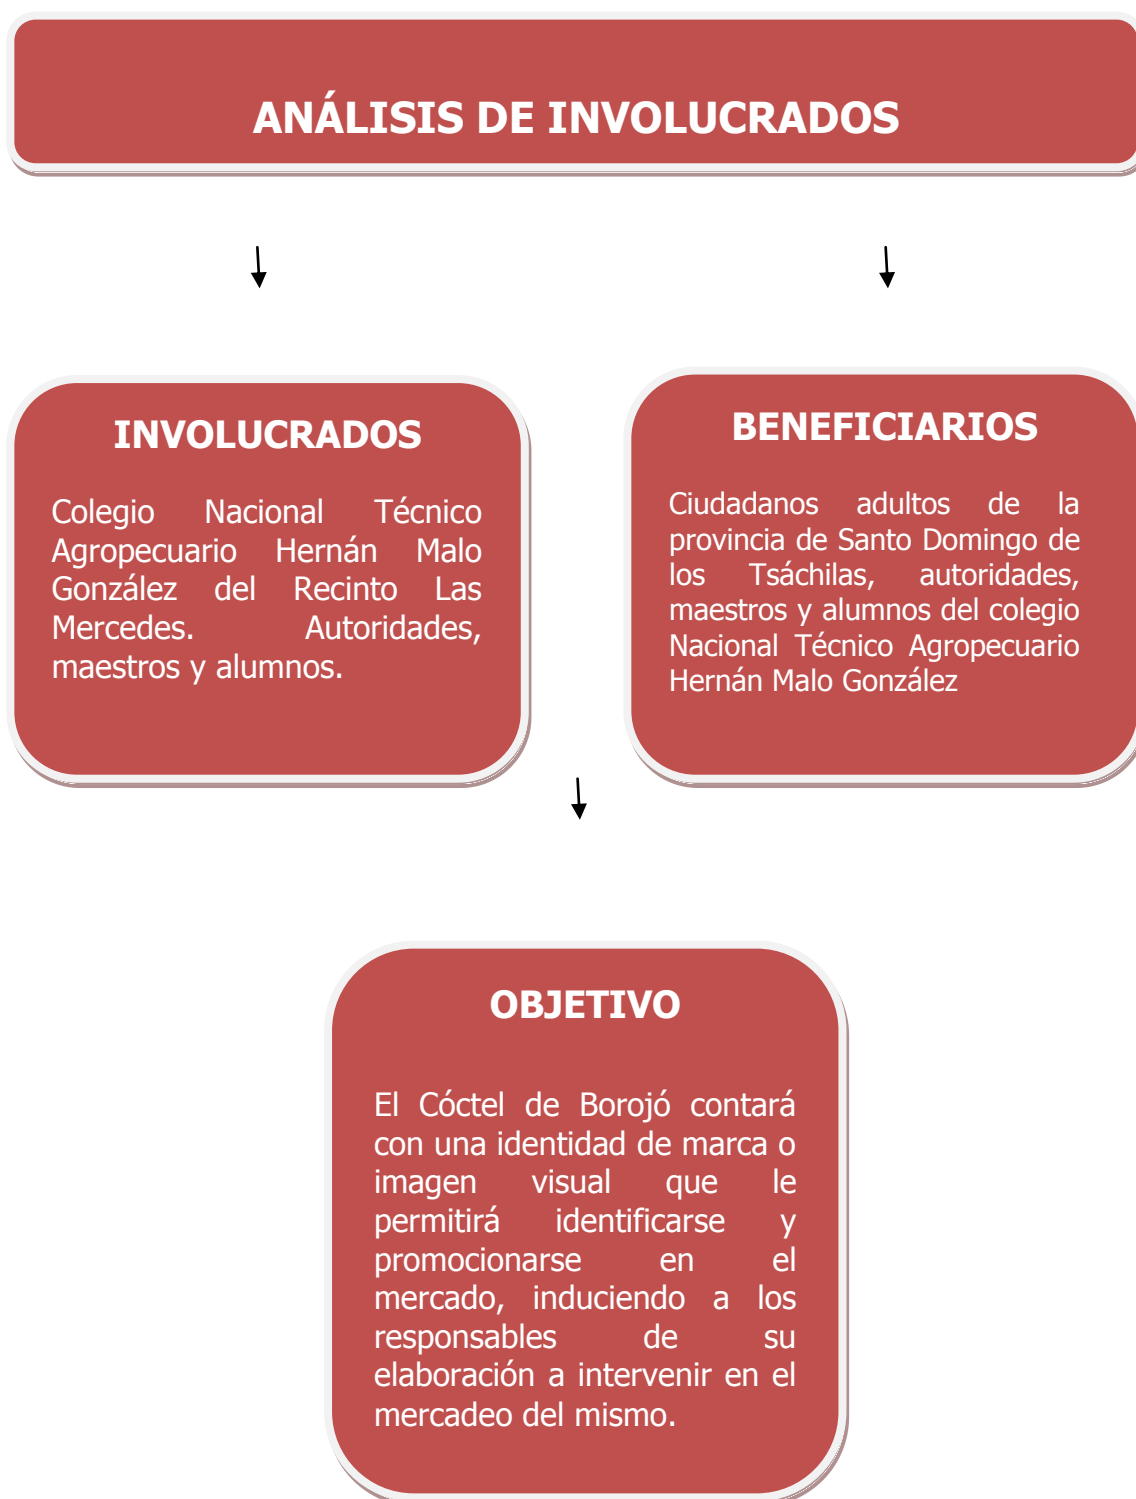 ANÁLISIS DE INVOLUCRADOS
INVOLUCRADOS
Colegio Nacional Técnico
Agropecuario Hernán Malo
González del Recinto Las
Mercedes. Autoridades,
maestros y alumnos.
BENEFICIARIOS
Ciudadanos adultos de la
provincia de Santo Domingo de
los Tsáchilas, autoridades,
maestros y alumnos del colegio
Nacional Técnico Agropecuario
Hernán Malo González
OBJETIVO
El Cóctel de Borojó contará
con una identidad de marca o
imagen visual que le
permitirá identificarse y
promocionarse en el
mercado, induciendo a los
responsables de su
elaboración a intervenir en el
mercadeo del mismo.